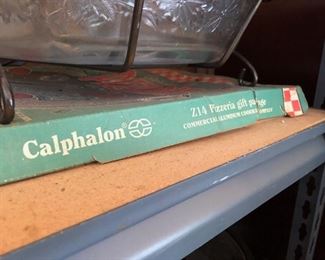 Calphalon®
Z14 Pizzeria gift package
COMMERCIAL ALUMINUM COOKWARE COMPANY